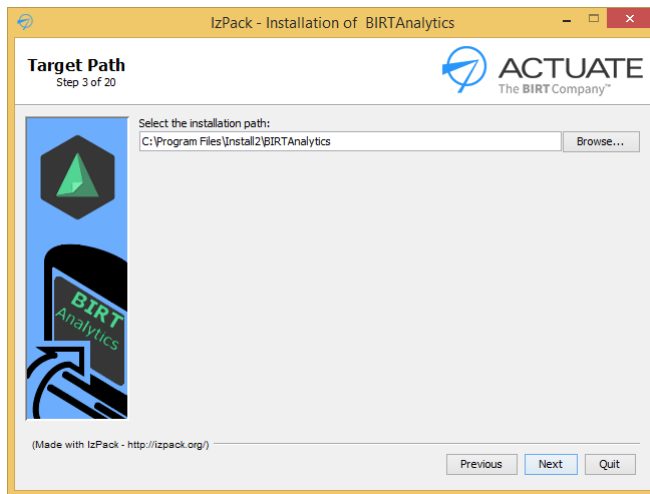 IzPack - Installation of BIRTAnalytics
Target Path
Step 3 of 20
ACTUATE
The BIRT Company™
Select the installation path:
C:\Program Files\Install2\BIRTAnalytics
Browse...
BIRT
Analytics
(Made with IzPack - http://izpack.org/)
Previous
Next
Quit